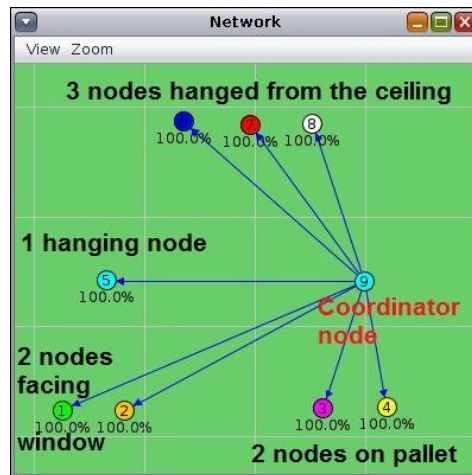 Network
View Zoom
3 nodes hanged from the ceiling
7 8
100.0% 100.0% 100.0%
1 hanging node
5 9
100.0%
Coordinator
node
2 nodes
facing
window
1 2 3 4
100.0% 100.0% 100.0% 100.0%
2 nodes on pallet